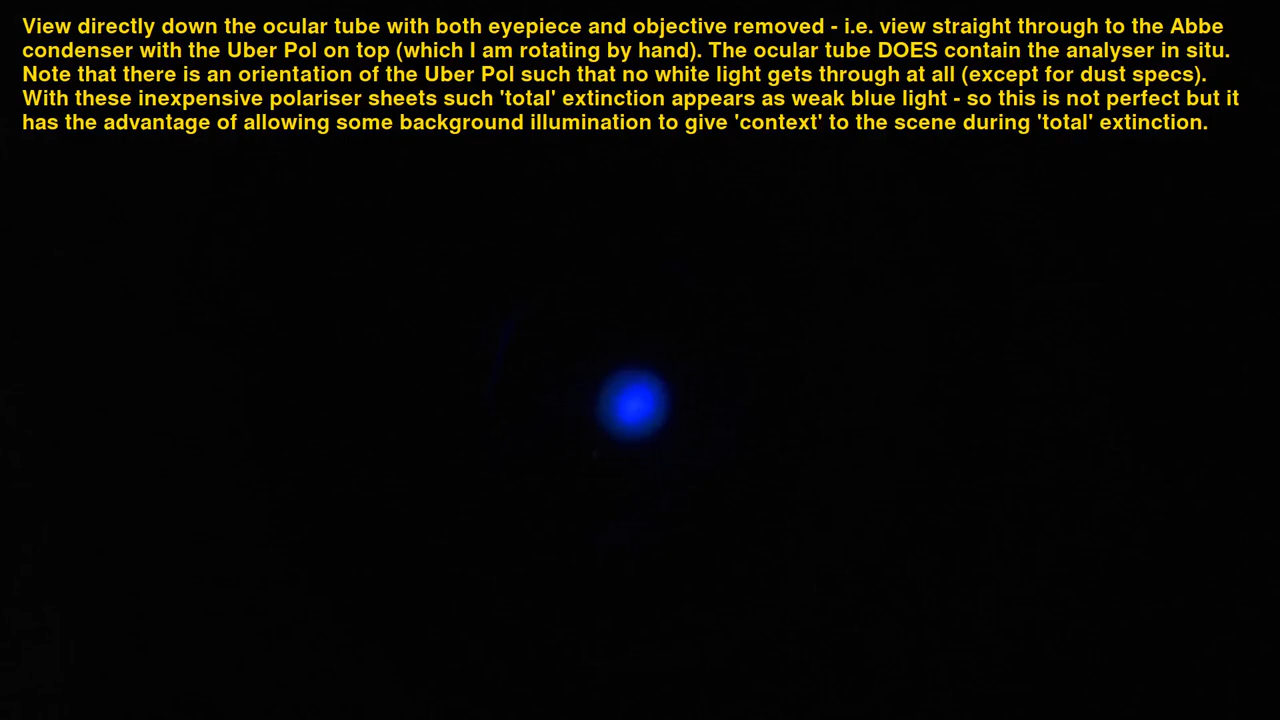 View directly down the ocular tube with both eyepiece and objective removed - i.e. view straight through to the Abbe
condenser with the Uber Pol on top (which I am rotating by hand). The ocular tube DOES contain the analyser in situ.
Note that there is an orientation of the Uber Pol such that no white light gets through at all (except for dust specs).
With these inexpensive polariser sheets such 'total' extinction appears as weak blue light - so this is not perfect but it
has the advantage of allowing some background illumination to give 'context' to the scene during 'total' extinction.